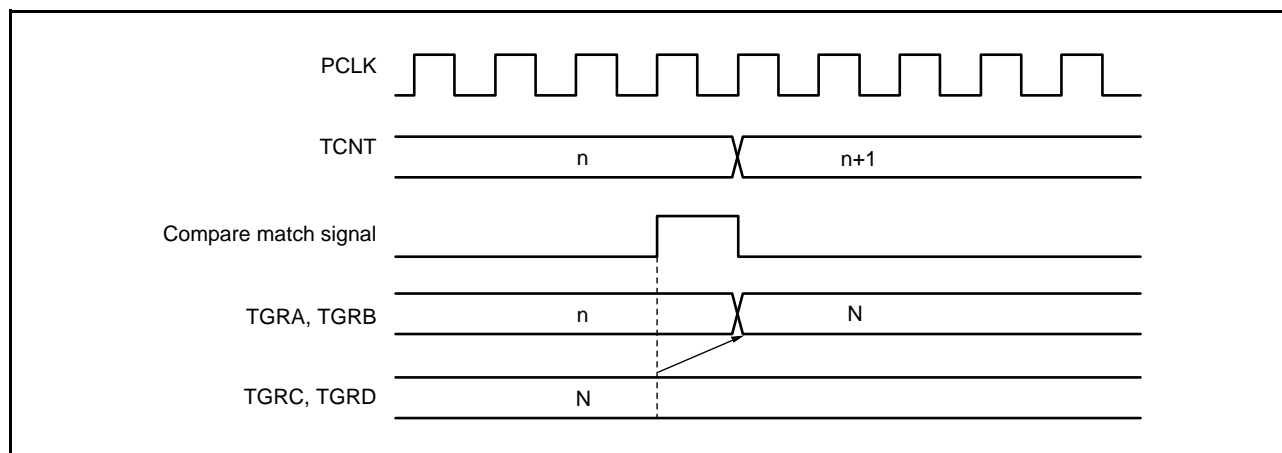 PCLK
TCNT
n n+1
Compare match signal
TGRA, TGRB
n N
TGRC, TGRD
N